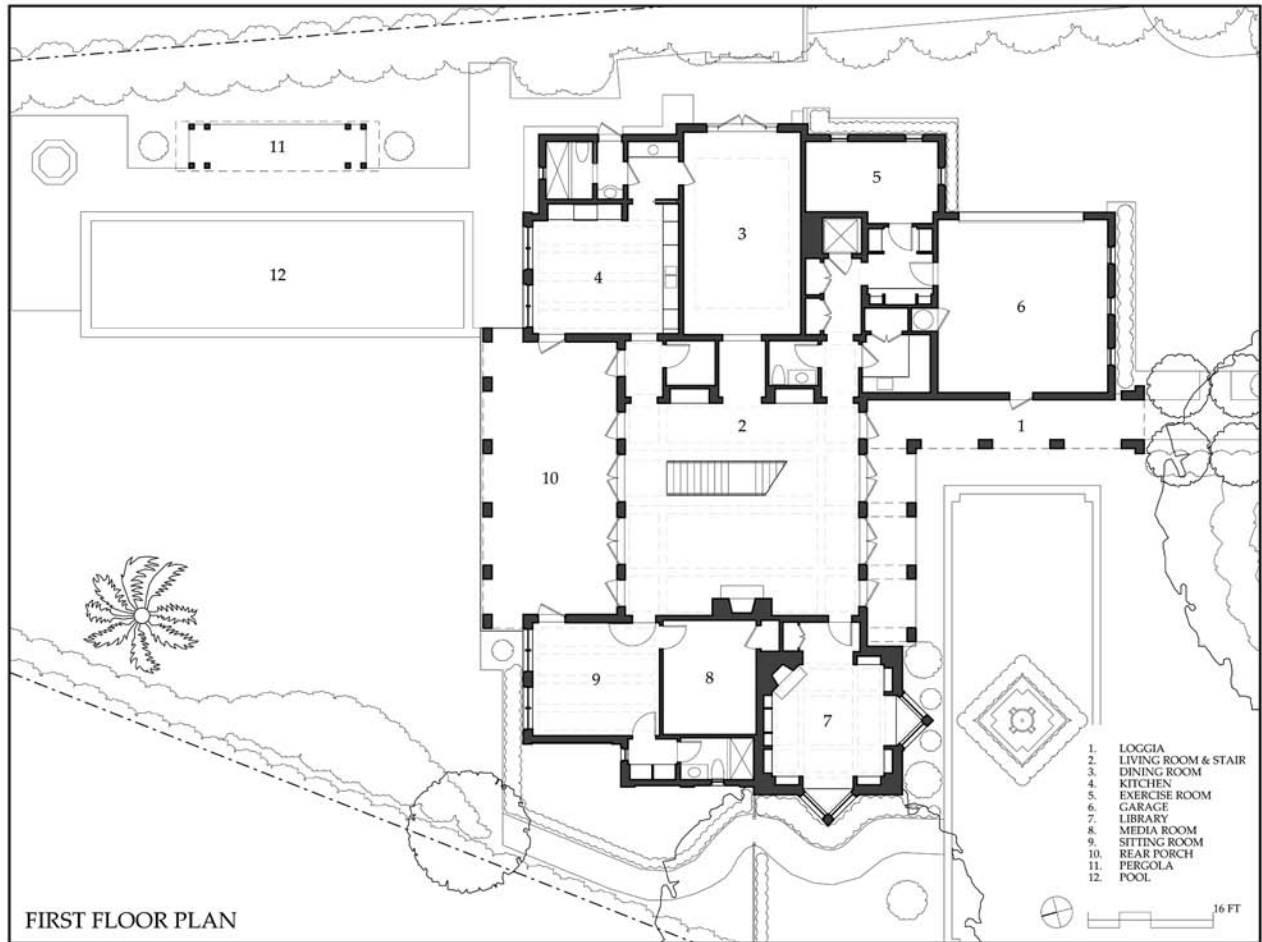 11
5
3
12
4
6
2
1
10
9
8
7
1. LOGGIA
2. LIVING ROOM & STAIR
3. DINING ROOM
4. KITCHEN
5. EXERCISE ROOM
6. GARAGE
7. LIBRARY
8. MEDIA ROOM
9. SITTING ROOM
10. REAR PORCH
11. PERGOLA
12. POOL
16 FT
FIRST FLOOR PLAN